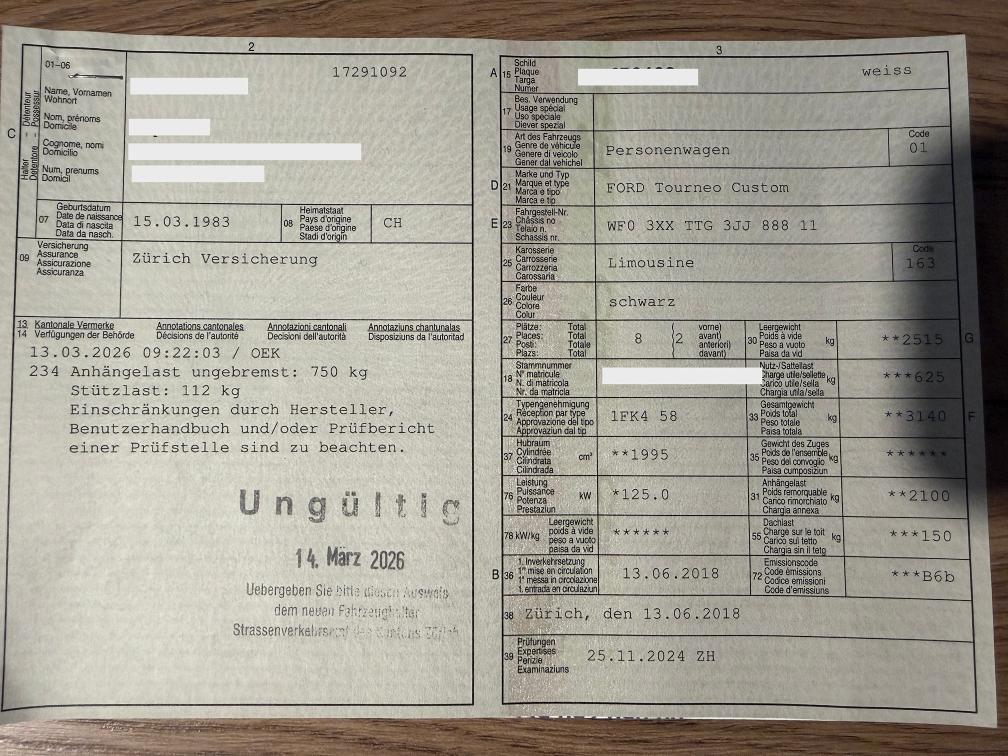 2
01-06
17291092
C
Halter Détenteur
Detentore Possessur
Name, Vornamen
Wohnort
Nom, prénoms
Domicile
Cognome, nomi
Domicilio
Num, prenums
Domicil
07
Geburtsdatum
Date de naissance
Data di nascita
Data da nasch.
15.03.1983
08
Heimatstaat
Pays d'origine
Paese d'origine
Stadi d'origin
CH
09
Versicherung
Assurance
Assicurazione
Assicuranza
Zürich Versicherung
13 Kantonale Vermerke Annotations cantonales Annotazioni cantonali Annotaziuns chantunalas
14 Verfügungen der Behörde Décisions de l'autorité Decisioni dell'autorità Disposiziuns da l'autoritad
13.03.2026 09:22:03 / OEK
234 Anhängelast ungebremst: 750 kg
Stützlast: 112 kg
Einschränkungen durch Hersteller,
Benutzerhandbuch und/oder Prüfbericht
einer Prüfstelle sind zu beachten.
Ungültig
14. März 2026
Uebergeben Sie bitte diesen Ausweis
dem neuen Fahrzeughalter
Strassenverkehrsamt des Kantons Zürich
3
A 15
Schild
Plaque
Targa
Numer
weiss
17
Bes. Verwendung
Usage spécial
Uso speciale
Diever spezial
19
Art des Fahrzeugs
Genre de véhicule
Genere di veicolo
Gener dal vehichel
Personenwagen
Code
01
D 21
Marke und Typ
Marque et type
Marca e tipo
Marca e tip
FORD Tourneo Custom
E 23
Fahrgestell-Nr.
Châssis no
Telaio n.
Schassis nr.
WF0 3XX TTG 3JJ 888 11
25
Karosserie
Carrosserie
Carrozzeria
Carossaria
Limousine
Code
163
26
Farbe
Couleur
Colore
Colur
schwarz
27
Plätze: Total
Places: Total
Posti: Totale
Plazs: Total
8
(2 vorne)
avant)
anteriori)
davant)
30
Leergewicht
Poids à vide
Peso a vuoto
Paisa da vid
kg
**2515
G
18
Stammnummer
N° matricule
N. di matricola
Nr. da matricla
Nutz-/Sattellast
Charge utile/sellette
Carico utile/sella
Chargia utila/sella
kg
***625
24
Typengenehmigung
Réception par type
Approvazione del tipo
Approvaziun dal tip
1FK4 58
33
Gesamtgewicht
Poids total
Peso totale
Paisa totala
kg
**3140
F
37
Hubraum
Cylindrée
Cilindrata
Cilindrada
cm³
**1995
35
Gewicht des Zuges
Poids de l'ensemble
Peso del convoglio
Paisa cumposiziun
kg
******
76
Leistung
Puissance
Potenza
Prestaziun
kW
*125.0
31
Anhängelast
Poids remorquable
Carico rimorchiato
Chargia annexa
kg
**2100
78 kW/kg
Leergewicht
poids à vide
peso a vuoto
paisa da vid
******
55
Dachlast
Charge sur le toit
Carico sul tetto
Chargia sin il tetg
kg
***150
B 36
1. Inverkehrsetzung
1re mise en circulation
1a messa in circolazione
1. entrada en circulaziun
13.06.2018
72
Emissionscode
Code émissions
Codice emissioni
Code d'emissiuns
***B6b
38
Zürich, den 13.06.2018
39
Prüfungen
Expertises
Perizie
Examinaziuns
25.11.2024 ZH